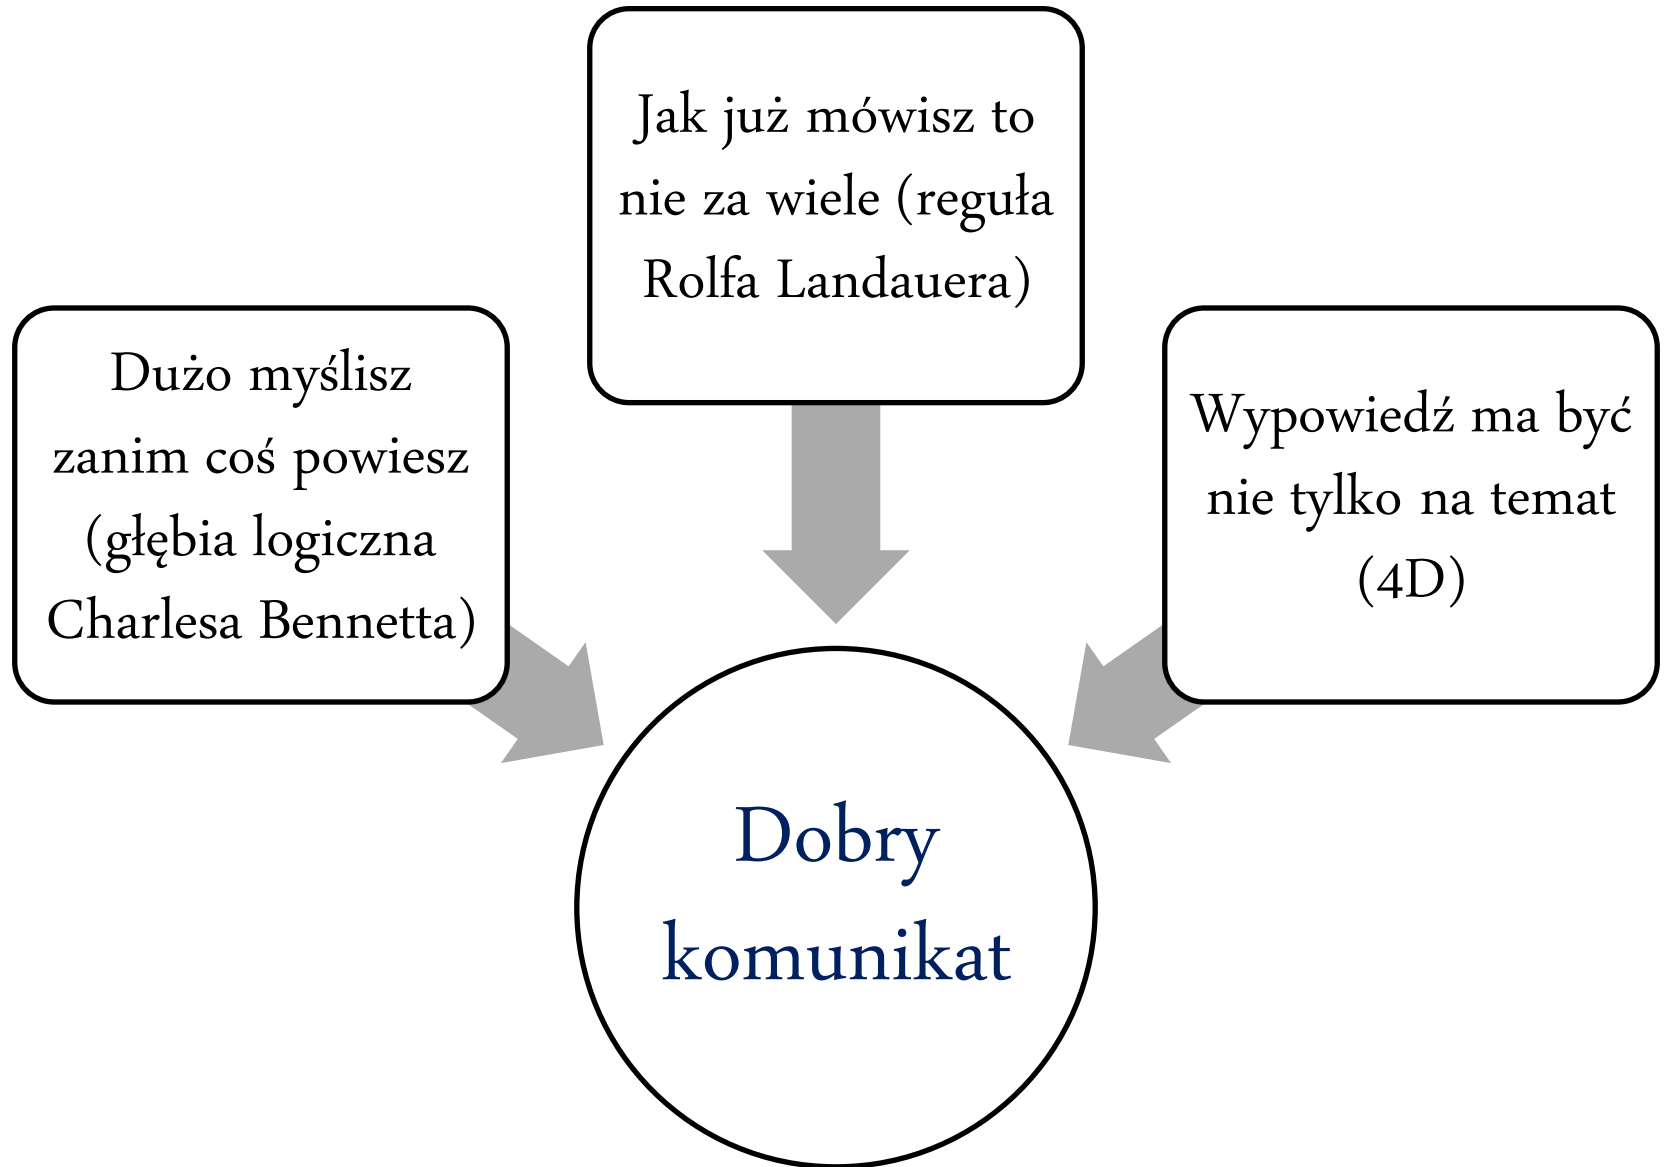 Jak już mówisz to
nie za wiele (reguła
Rolfa Landauera)
Dużo myślisz
zanim coś powiesz
(głębia logiczna
Charlesa Bennetta)
Wypowiedź ma być
nie tylko na temat
(4D)
Dobry
komunikat